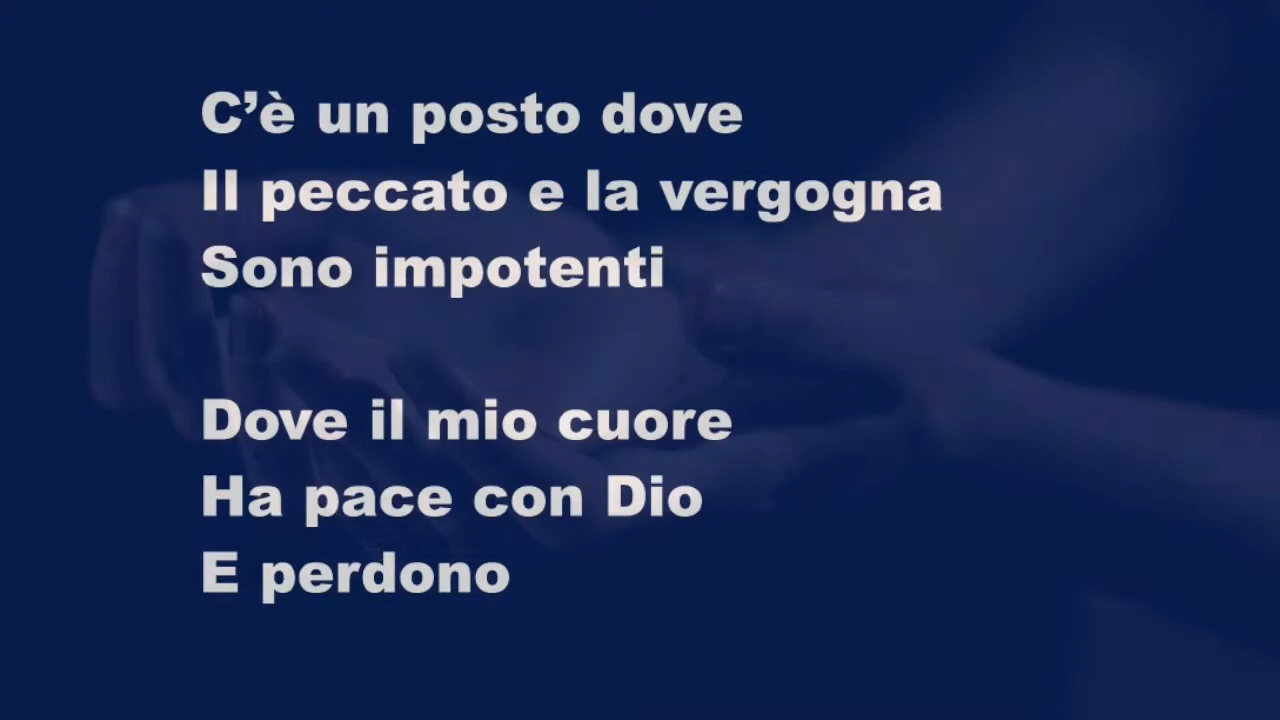 C’è un posto dove
Il peccato e la vergogna
Sono impotenti
Dove il mio cuore
Ha pace con Dio
E perdono